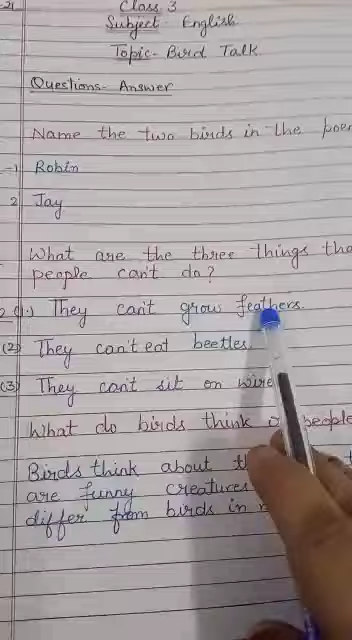 21
Class 3
Subject - English
Topic - Bird Talk
Questions - Answer
Name the two birds in the poem
1 Robin
2 Jay
What are the three things tha
people can't do?
(1) They can't grow feathers.
(2) They can't eat beetles.
(3) They can't sit on wire
What do birds think people
Birds think about
are funny creatures
differ from birds in